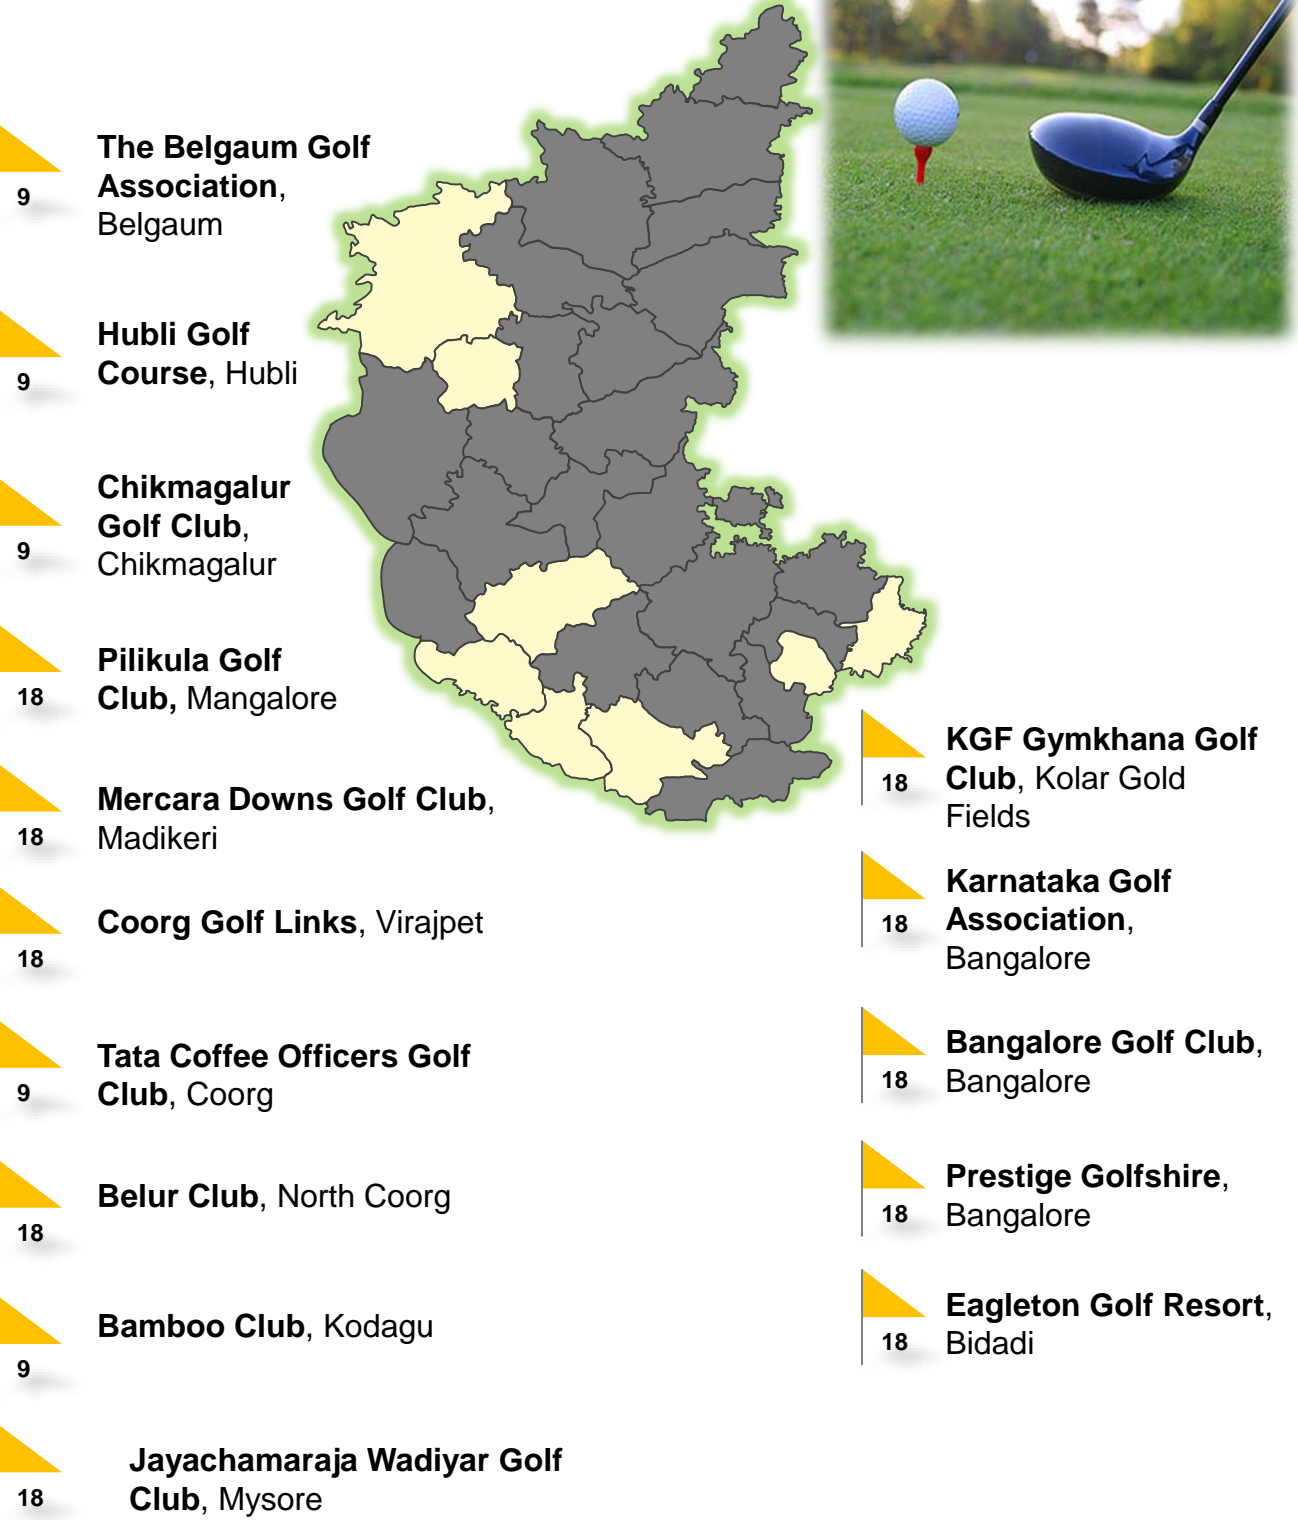 9
The Belgaum Golf
Association,
Belgaum
9
Hubli Golf
Course, Hubli
9
Chikmagalur
Golf Club,
Chikmagalur
18
Pilikula Golf
Club, Mangalore
18
Mercara Downs Golf Club,
Madikeri
18
Coorg Golf Links, Virajpet
9
Tata Coffee Officers Golf
Club, Coorg
18
Belur Club, North Coorg
9
Bamboo Club, Kodagu
18
Jayachamaraja Wadiyar Golf
Club, Mysore
18
KGF Gymkhana Golf
Club, Kolar Gold
Fields
18
Karnataka Golf
Association,
Bangalore
18
Bangalore Golf Club,
Bangalore
18
Prestige Golfshire,
Bangalore
18
Eagleton Golf Resort,
Bidadi